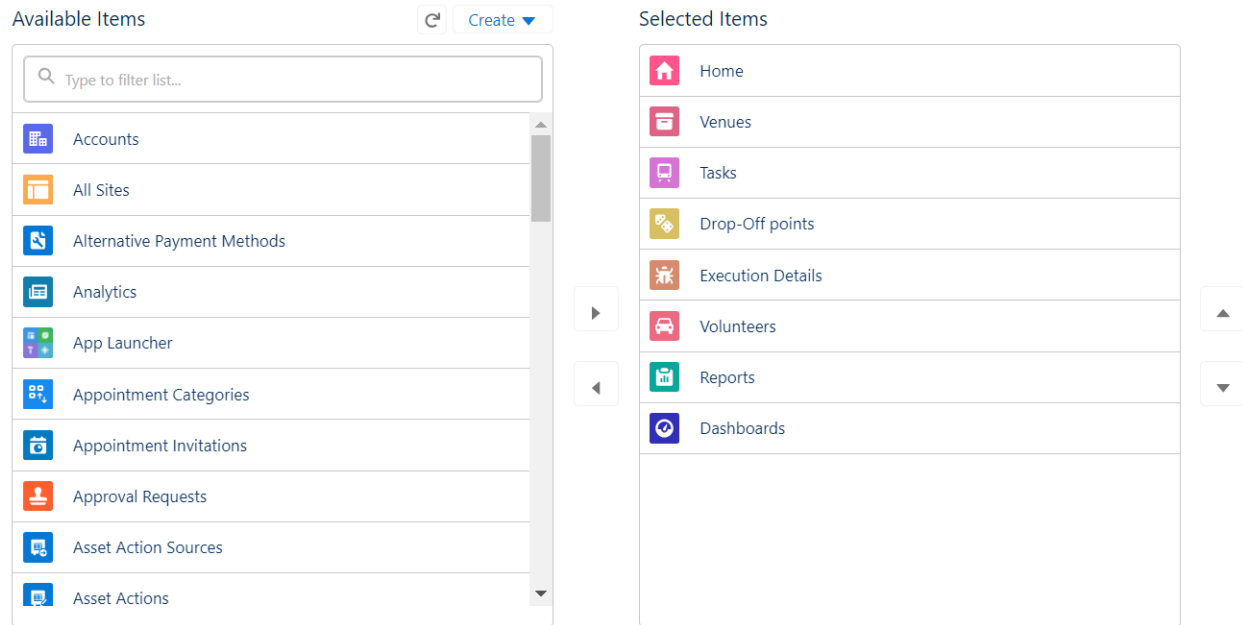 Available Items
Create
Type to filter list...
Accounts
All Sites
Alternative Payment Methods
Analytics
App Launcher
Appointment Categories
Appointment Invitations
Approval Requests
Asset Action Sources
Asset Actions
Selected Items
Home
Venues
Tasks
Drop-Off points
Execution Details
Volunteers
Reports
Dashboards